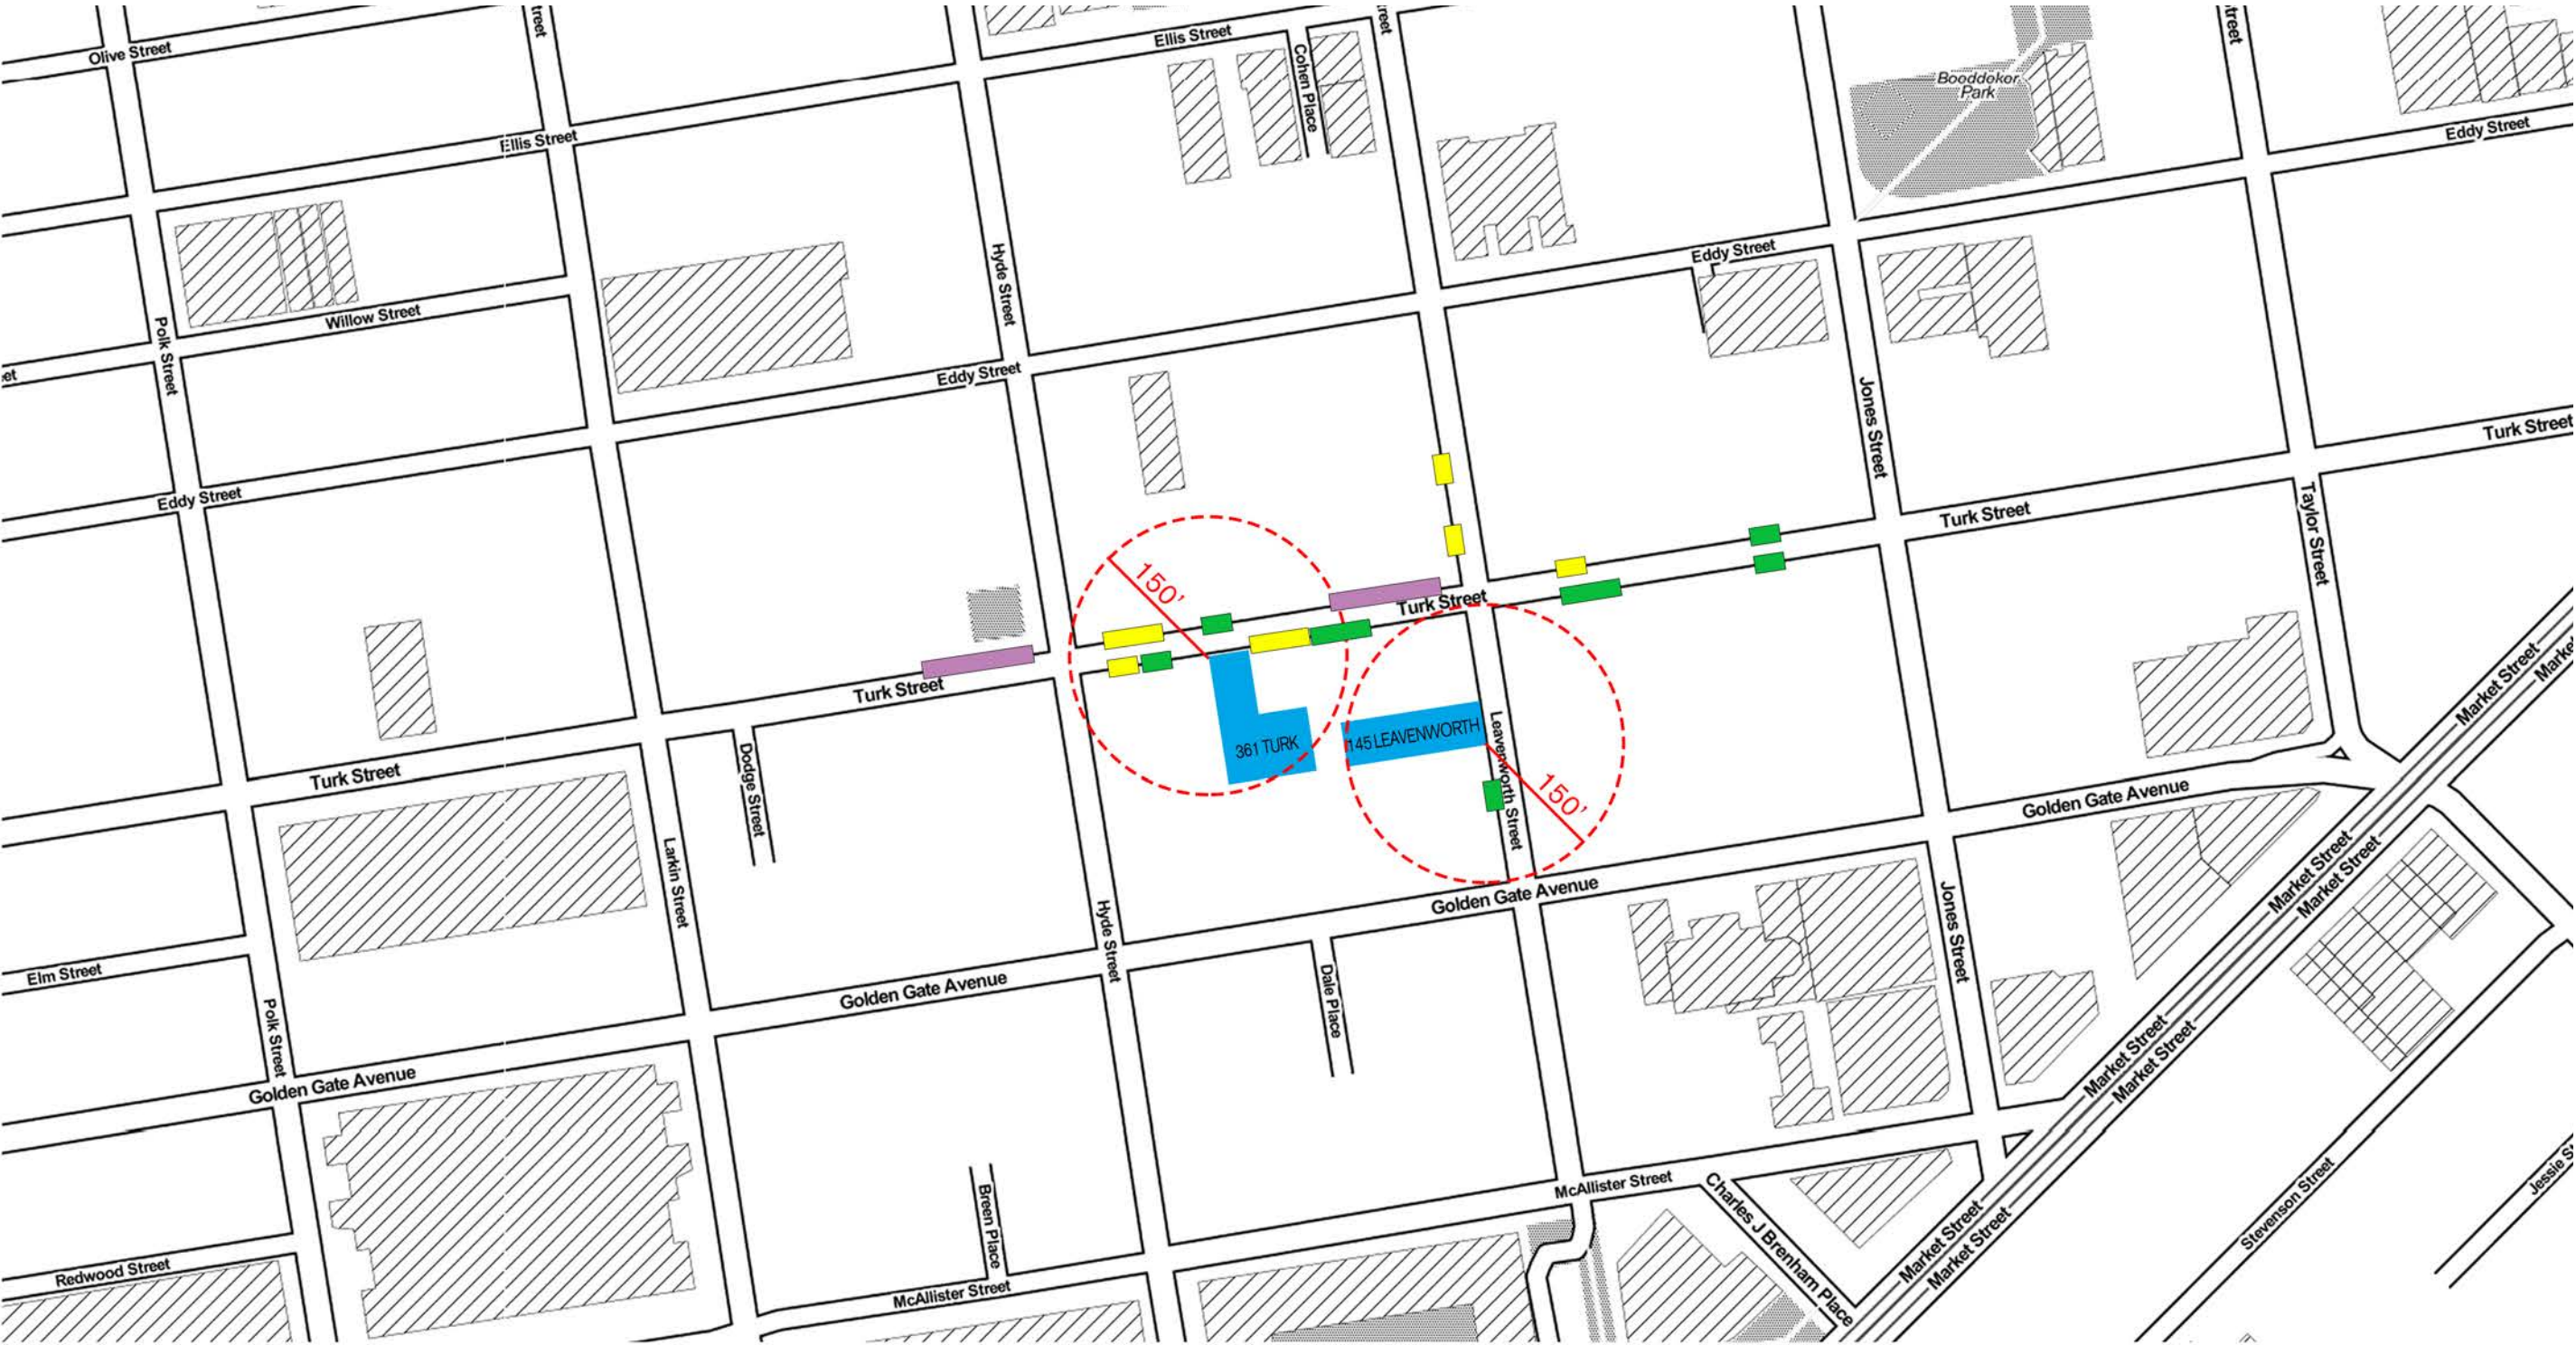 Olive Street
treet
Ellis Street
Cohen Place
reet
Booddokor
Park
treet
Eddy Street
Ellis Street
Willow Street
Polk Street
Hyde Street
Eddy Street
Eddy Street
et
Eddy Street
Jones Street
Turk Street
Turk Street
Taylor Street
150'
Turk Street
Turk Street
361 TURK
145 LEAVENWORTH
Leavenworth Street
150'
Dodge Street
Turk Street
Market Street
Marke
Golden Gate Avenue
Larkin Street
Golden Gate Avenue
Market Street
Market Street
Hyde Street
Jones Street
Elm Street
Golden Gate Avenue
Dale Place
Polk Street
Golden Gate Avenue
Market Street
Market Street
McAllister Street
Charles J Brenham Place
Breen Place
Market Street
Market Street
Stevenson Street
Jessie S
Redwood Street
McAllister Street